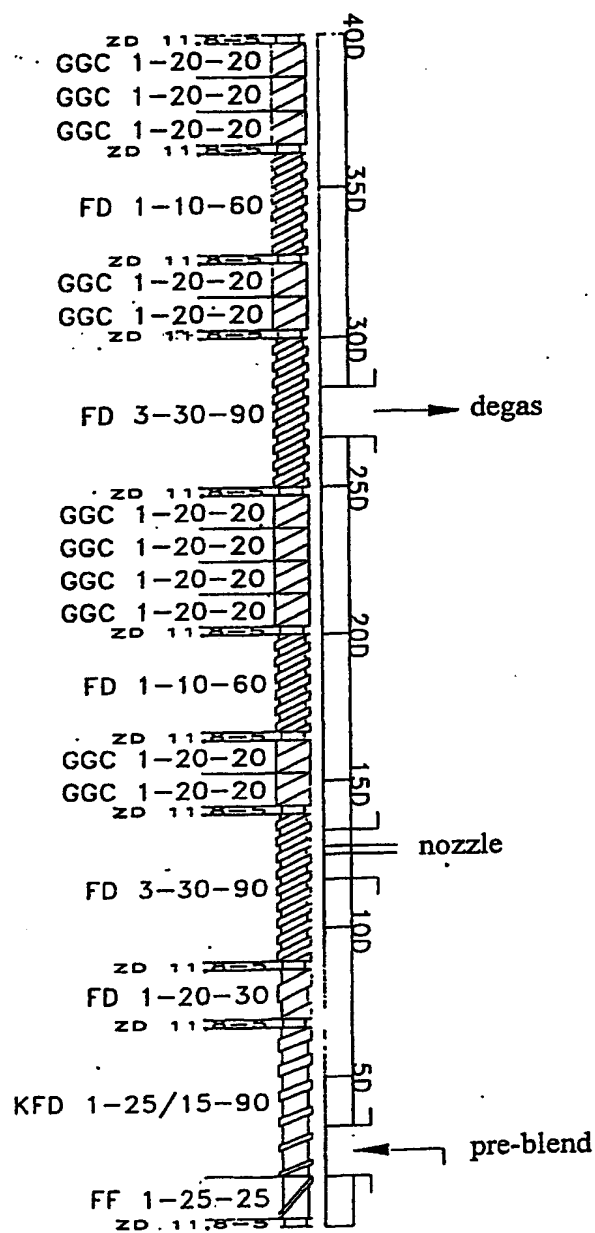 ZD 11.8-5
40D
GGC 1-20-20
GGC 1-20-20
GGC 1-20-20
ZD 11.8-5
35D
FD 1-10-60
ZD 11.8-5
GGC 1-20-20
GGC 1-20-20
ZD 11.8-5
30D
FD 3-30-90
degas
ZD 11.8-5
25D
GGC 1-20-20
GGC 1-20-20
GGC 1-20-20
GGC 1-20-20
ZD 11.8-5
20D
FD 1-10-60
ZD 11.8-5
GGC 1-20-20
GGC 1-20-20
15D
ZD 11.8-5
nozzle
FD 3-30-90
10D
ZD 11.8-5
FD 1-20-30
ZD 11.8-5
5D
KFD 1-25/15-90
pre-blend
FF 1-25-25
ZD 11.8-5